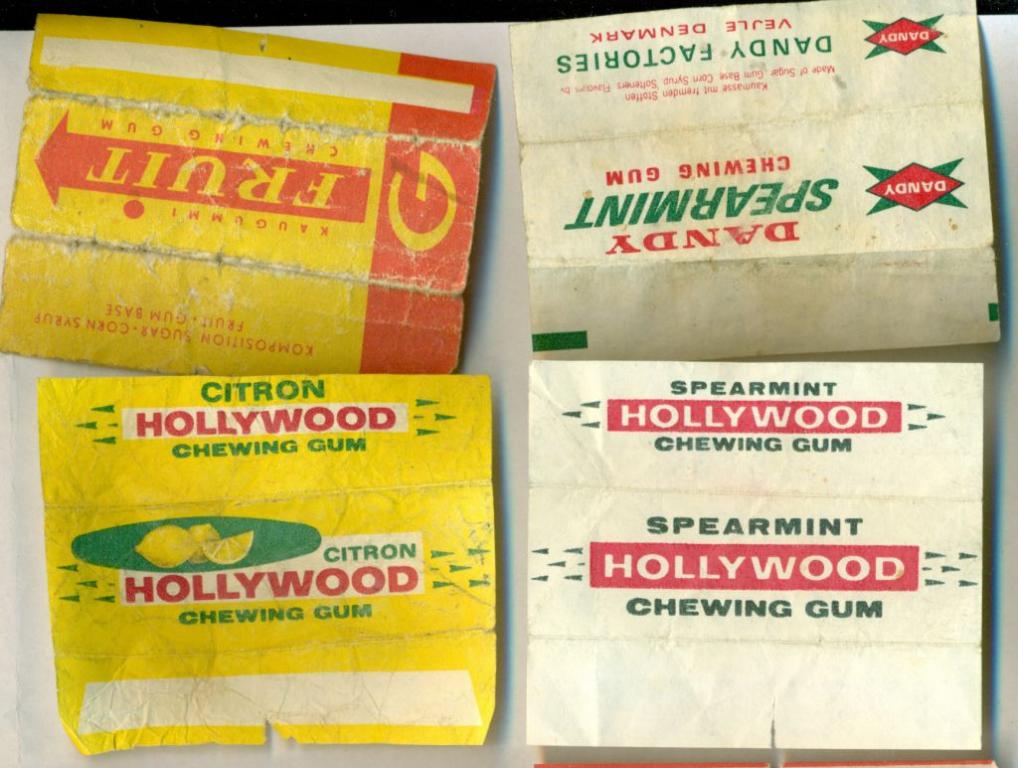 KAUGUMMI
FRUIT
CHEWING GUM
G
KOMPOSITION SUGAR·CORN SYRUP
FRUIT·GUM BASE
DANDY
SPEARMINT
CHEWING GUM
DANDY
Kaumasse mit fremden Stoffen
Made of Sugar Gum Base Corn Syrup Softeners Flavours by
DANDY FACTORIES
VEJLE DENMARK
DANDY
CITRON
HOLLYWOOD
CHEWING GUM
CITRON
HOLLYWOOD
CHEWING GUM
SPEARMINT
HOLLYWOOD
CHEWING GUM
SPEARMINT
HOLLYWOOD
CHEWING GUM